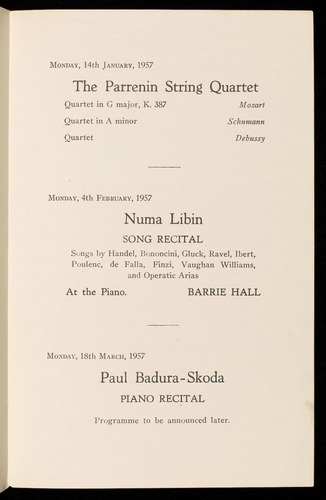 Monday, 14th January, 1957
The Parrenin String Quartet
Quartet in G major, K. 387 Mozart
Quartet in A minor Schumann
Quartet Debussy
Monday, 4th February, 1957
Numa Libin
SONG RECITAL
Songs by Handel, Bononcini, Gluck, Ravel, Ibert,
Poulenc, de Falla, Finzi, Vaughan Williams,
and Operatic Arias
At the Piano. BARRIE HALL
Monday, 18th March, 1957
Paul Badura-Skoda
PIANO RECITAL
Programme to be announced later.